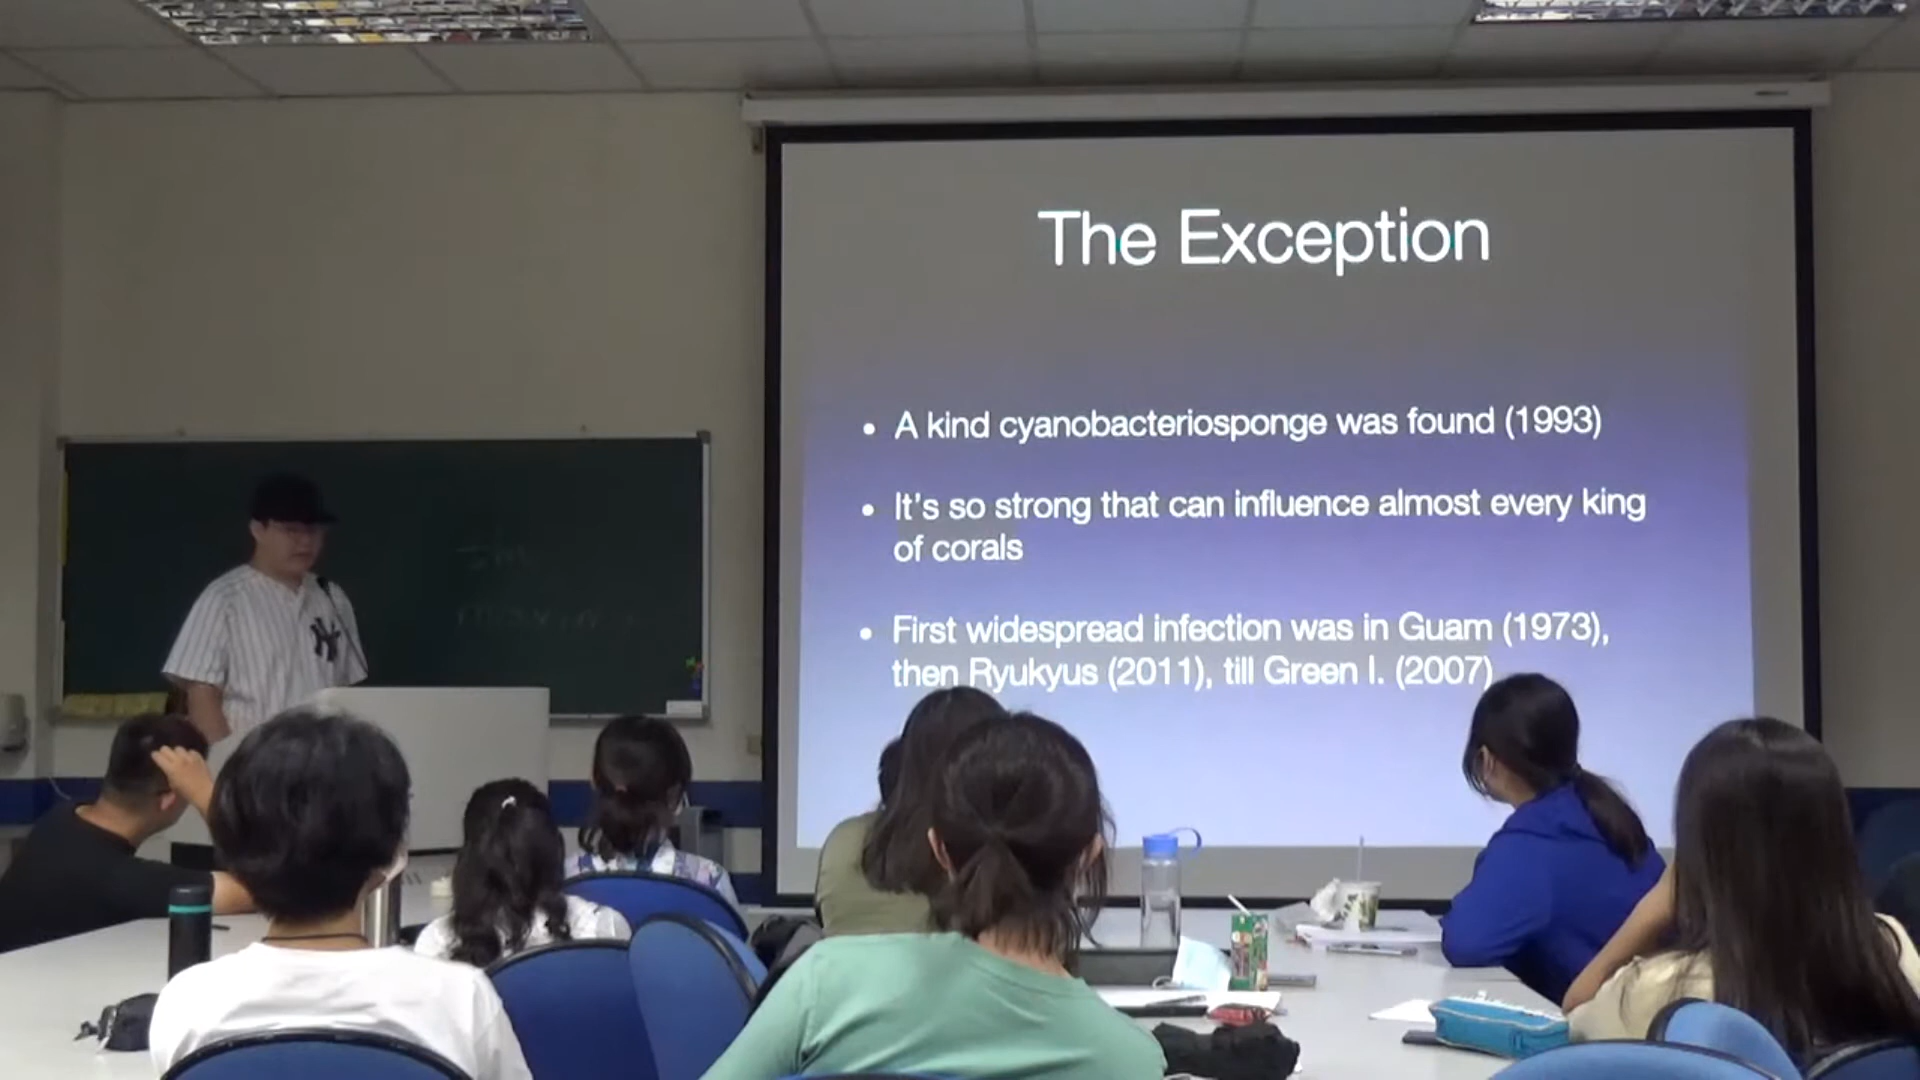 The Exception
• A kind cyanobacteriosponge was found (1993)
• It's so strong that can influence almost every king
of corals
• First widespread infection was in Guam (1973),
then Ryukyus (2011), till Green I. (2007)
NY